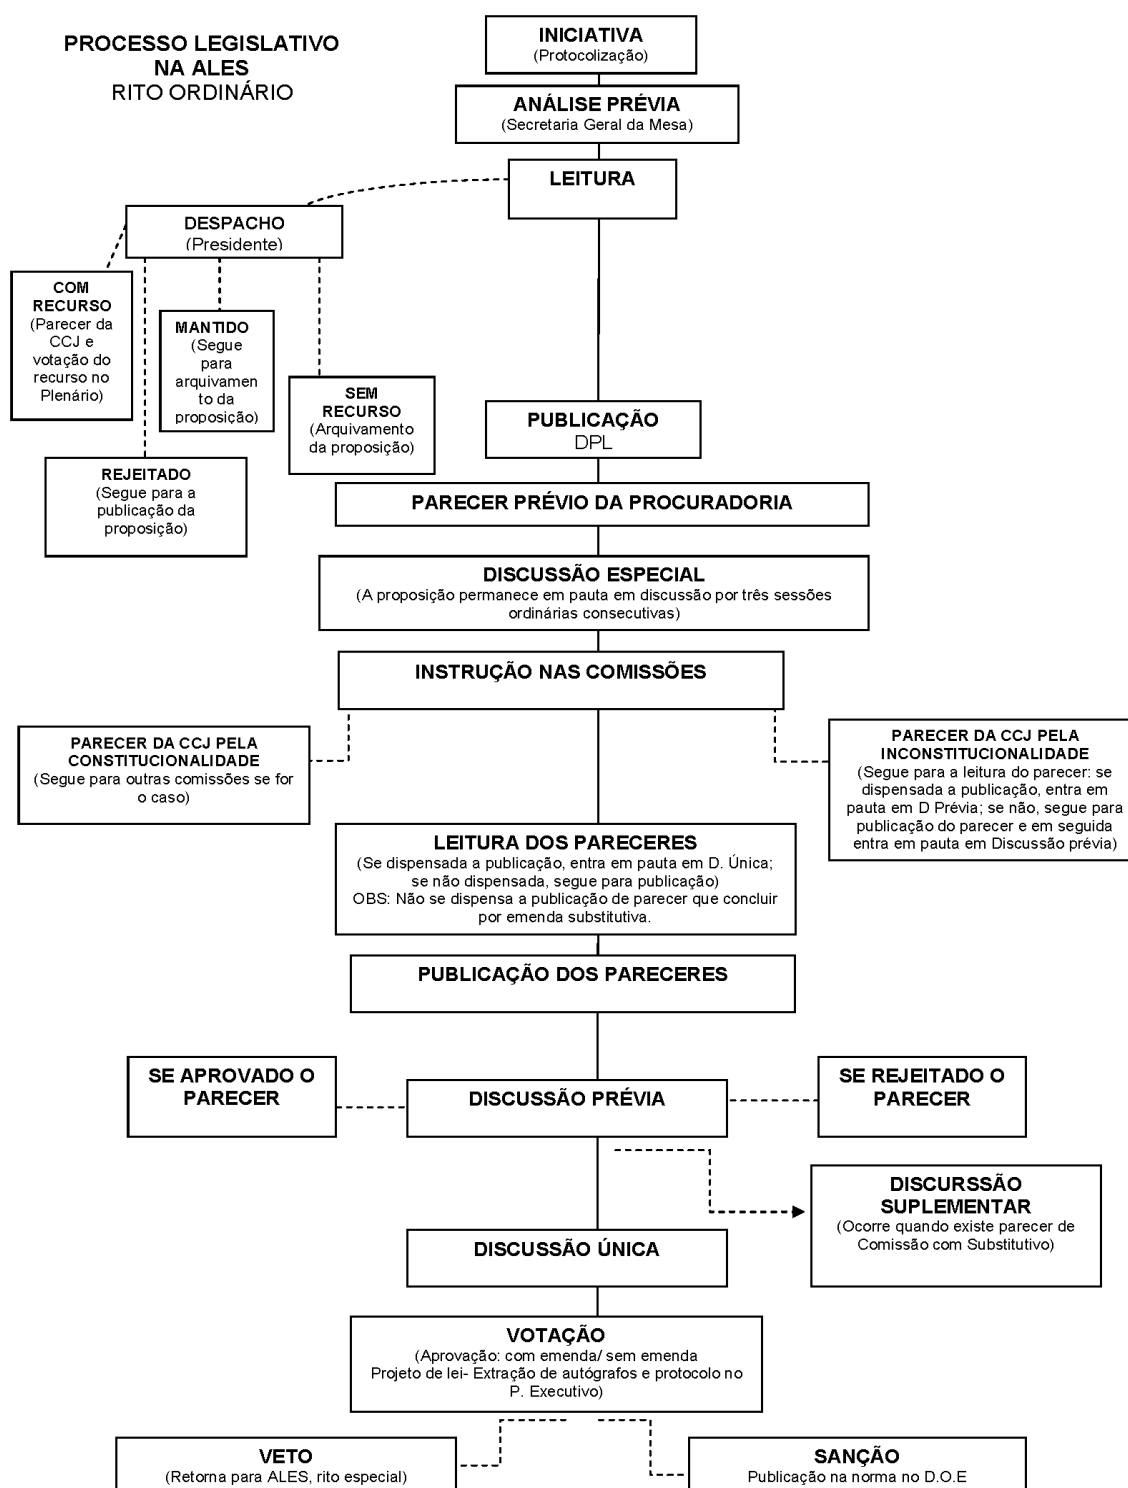 PROCESSO LEGISLATIVO
NA ALES
RITO ORDINÁRIO
INICIATIVA
(Protocolização)
ANÁLISE PRÉVIA
(Secretaria Geral da Mesa)
LEITURA
DESPACHO
(Presidente)
COM
RECURSO
(Parecer da
CCJ e
votação do
recurso no
Plenário)
MANTIDO
(Segue
para
arquivamen
to da
proposição)
SEM
RECURSO
(Arquivamento
da proposição)
REJEITADO
(Segue para a
publicação da
proposição)
PUBLICAÇÃO
DPL
PARECER PRÉVIO DA PROCURADORIA
DISCUSSÃO ESPECIAL
(A proposição permanece em pauta em discussão por três sessões
ordinárias consecutivas)
INSTRUÇÃO NAS COMISSÕES
PARECER DA CCJ PELA
CONSTITUCIONALIDADE
(Segue para outras comissões se for
o caso)
PARECER DA CCJ PELA
INCONSTITUCIONALIDADE
(Segue para a leitura do parecer: se
dispensada a publicação, entra em
pauta em D Prévia; se não, segue para
publicação do parecer e em seguida
entra em pauta em Discussão prévia)
LEITURA DOS PARECERES
(Se dispensada a publicação, entra em pauta em D. Única;
se não dispensada, segue para publicação)
OBS: Não se dispensa a publicação de parecer que concluir
por emenda substitutiva.
PUBLICAÇÃO DOS PARECERES
SE APROVADO O
PARECER
DISCUSSÃO PRÉVIA
SE REJEITADO O
PARECER
DISCURSSÃO
SUPLEMENTAR
(Ocorre quando existe parecer de
Comissão com Substitutivo)
DISCUSSÃO ÚNICA
VOTAÇÃO
(Aprovação: com emenda/ sem emenda
Projeto de lei- Extração de autógrafos e protocolo no
P. Executivo)
VETO
(Retorna para ALES, rito especial)
SANÇÃO
Publicação na norma no D.O.E